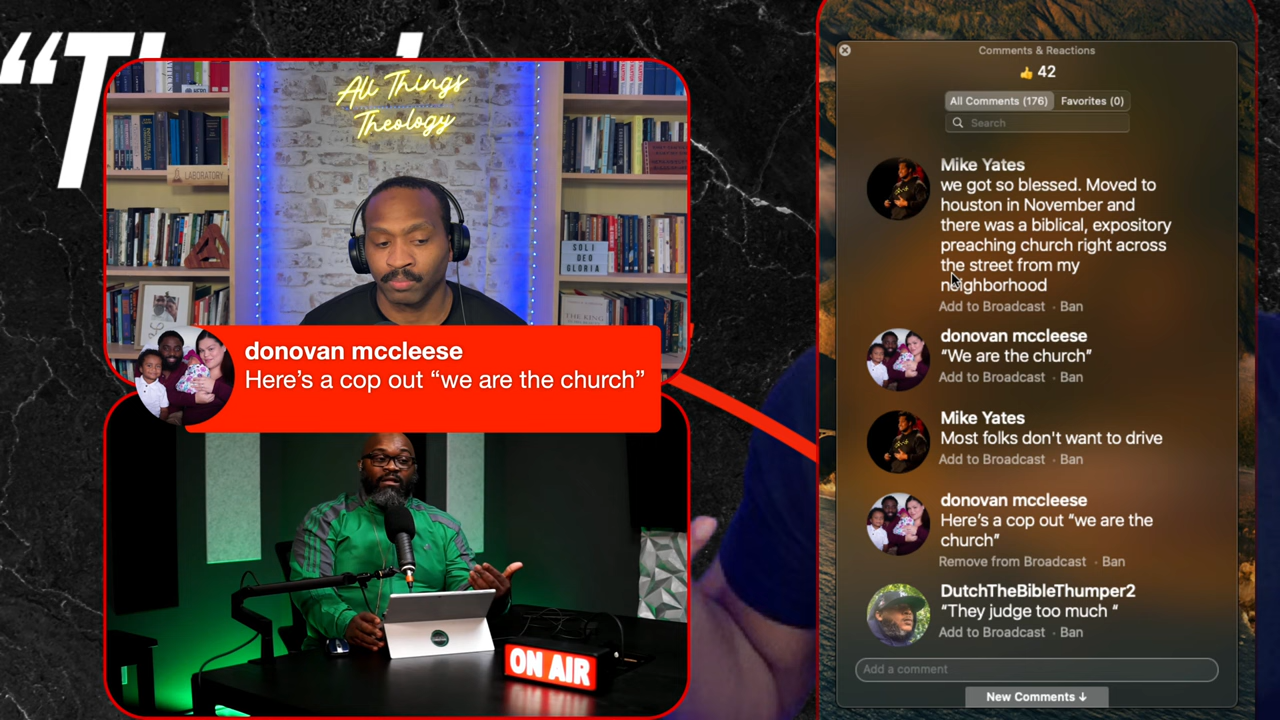 All Things
Theology
LABORATORY
SOLI
DEO
GLORIA
THE KING
donovan mccleese
Here’s a cop out “we are the church”
ON AIR
Comments & Reactions
👍 42
All Comments (176) Favorites (0)
Search
Mike Yates
we got so blessed. Moved to
houston in November and
there was a biblical, expository
preaching church right across
the street from my
neighborhood
Add to Broadcast · Ban
donovan mccleese
“We are the church”
Add to Broadcast · Ban
Mike Yates
Most folks don't want to drive
Add to Broadcast · Ban
donovan mccleese
Here’s a cop out “we are the
church”
Remove from Broadcast · Ban
DutchTheBibleThumper2
“They judge too much “
Add to Broadcast · Ban
Add a comment
New Comments ↓